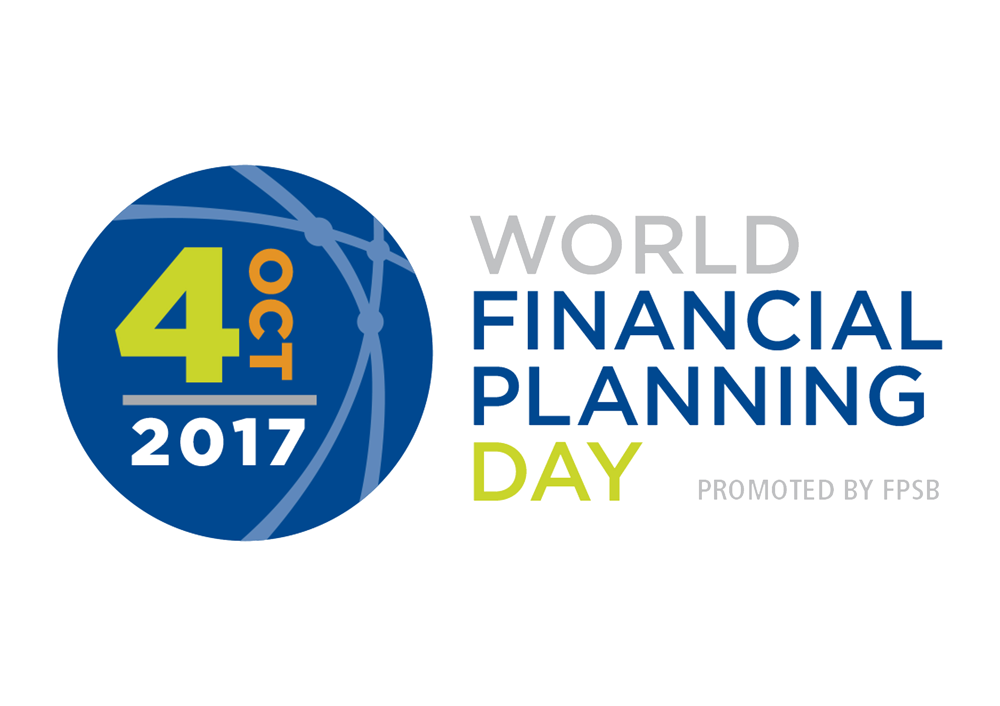 4 OCT
2017
WORLD
FINANCIAL
PLANNING
DAY
PROMOTED BY FPSB